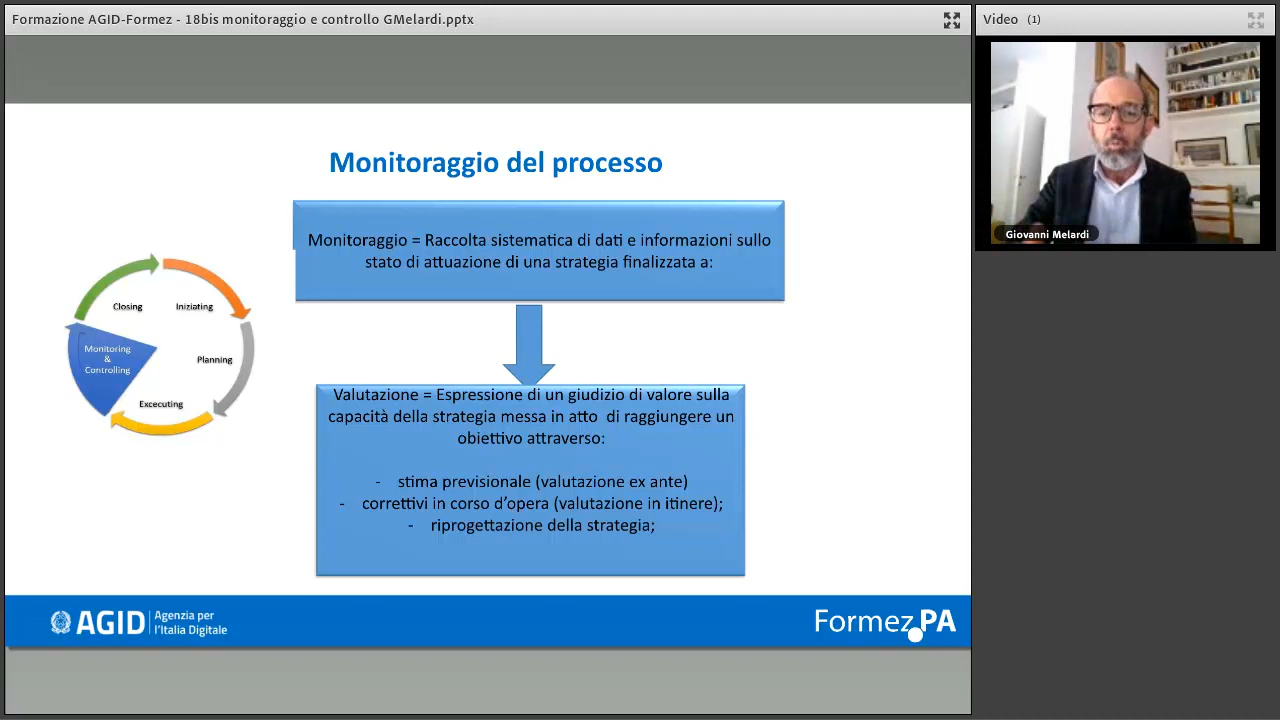 Formazione AGID-Formez - 18bis monitoraggio e controllo GMelardi.pptx
Video (1)
Giovanni Melardi
Monitoraggio del processo
Monitoraggio = Raccolta sistematica di dati e informazioni sullo
stato di attuazione di una strategia finalizzata a:
Closing
Iniziating
Monitoring
&
Controlling
Planning
Excecuting
Valutazione = Espressione di un giudizio di valore sulla
capacità della strategia messa in atto di raggiungere un
obiettivo attraverso:
- stima previsionale (valutazione ex ante)
- correttivi in corso d'opera (valutazione in itinere);
- riprogettazione della strategia;
AGID Agenzia per
l'Italia Digitale
Formez PA